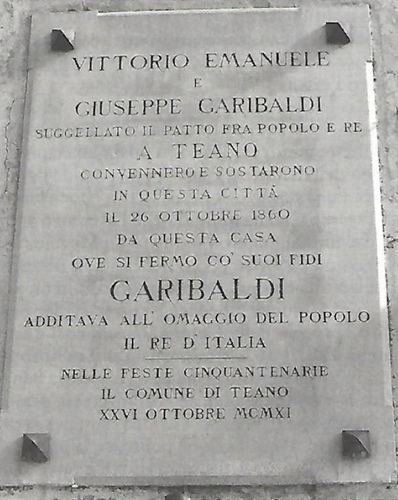 VITTORIO EMANUELE
E
GIUSEPPE GARIBALDI
SUGGELLATO IL PATTO FRA POPOLO E RE
A TEANO
CONVENNERO E SOSTARONO
IN QUESTA CITTÁ
IL 26 OTTOBRE 1860
DA QUESTA CASA
OVE SI FERMO CO' SUOI FIDI
GARIBALDI
ADDITAVA ALL' OMAGGIO DEL POPOLO
IL RE D'ITALIA
NELLE FESTE CINQUANTENARIE
IL COMUNE DI TEANO
XXVI OTTOBRE MCMXI